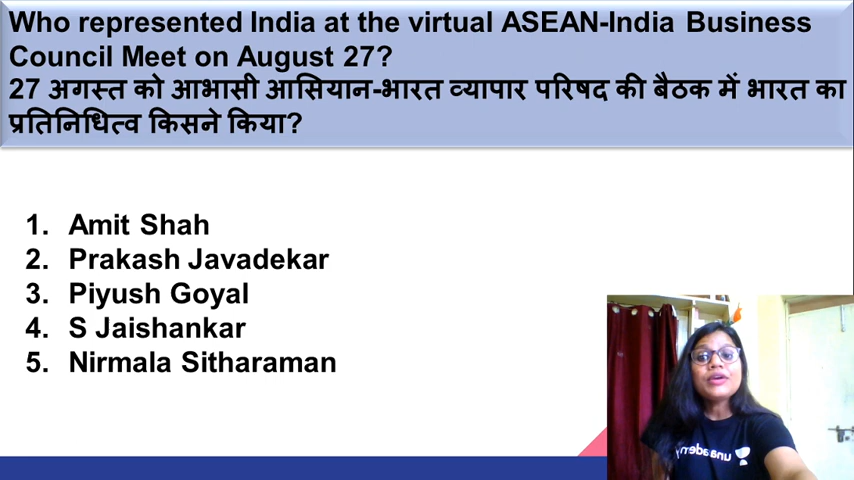 Who represented India at the virtual ASEAN-India Business
Council Meet on August 27?
27 अगस्त को आभासी आसियान-भारत व्यापार परिषद की बैठक में भारत का
प्रतिनिधित्व किसने किया?
1. Amit Shah
2. Prakash Javadekar
3. Piyush Goyal
4. S Jaishankar
5. Nirmala Sitharaman
unacademy